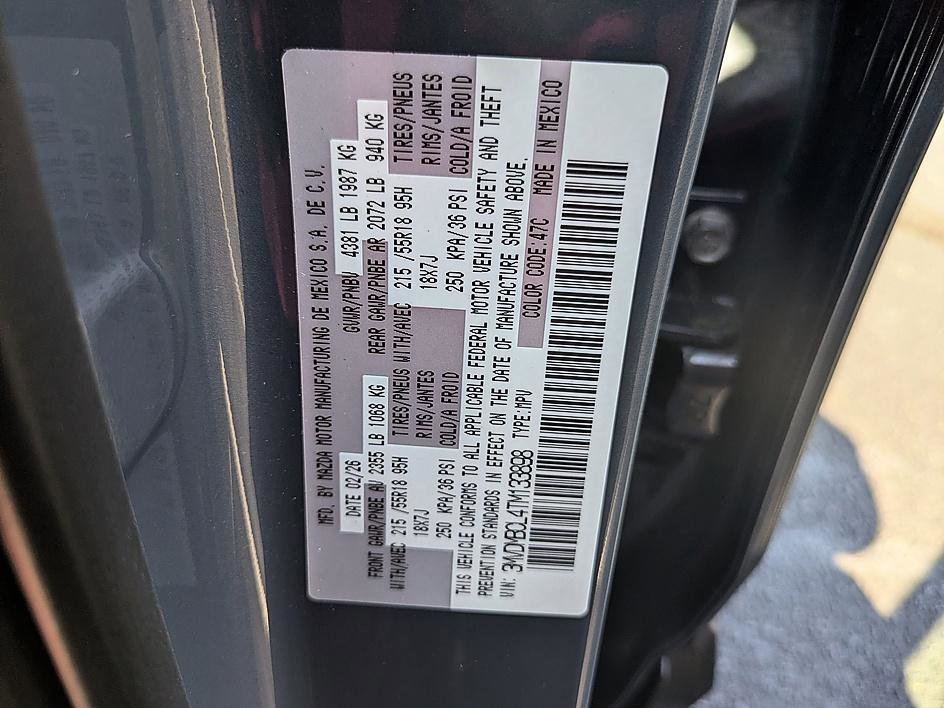 MFD. BY MAZDA MOTOR MANUFACTURING DE MEXICO S.A. DE C.V.
DATE 02/26 GVWR/PNBV 4381 LB 1987 KG
FRONT GAWR/PNBE AV 2355 LB 1068 KG REAR GAWR/PNBE AR 2072 LB 940 KG
WITH/AVEC 215 /55R18 95H TIRES/PNEUS WITH/AVEC 215 /55R18 95H TIRES/PNEUS
18X7J RIMS/JANTES 18X7J RIMS/JANTES
250 KPA/36 PSI COLD/A FROID 250 KPA/36 PSI COLD/A FROID
THIS VEHICLE CONFORMS TO ALL APPLICABLE FEDERAL MOTOR VEHICLE SAFETY AND THEFT
PREVENTION STANDARDS IN EFFECT ON THE DATE OF MANUFACTURE SHOWN ABOVE.
VIN: 3MVDMBCL4TM133898 TYPE:MPV COLOR CODE:47C MADE IN MEXICO